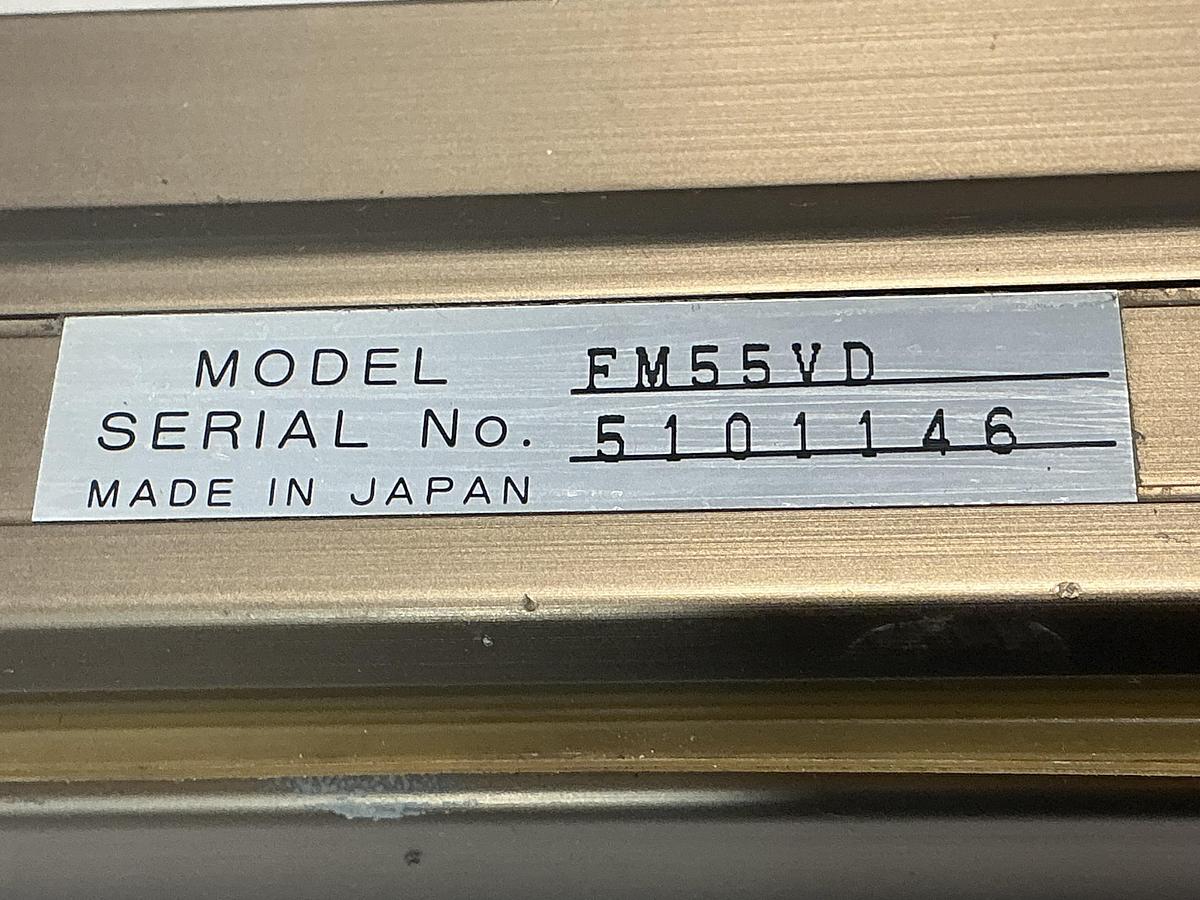 MODEL FM55VD
SERIAL No. 5101146
MADE IN JAPAN